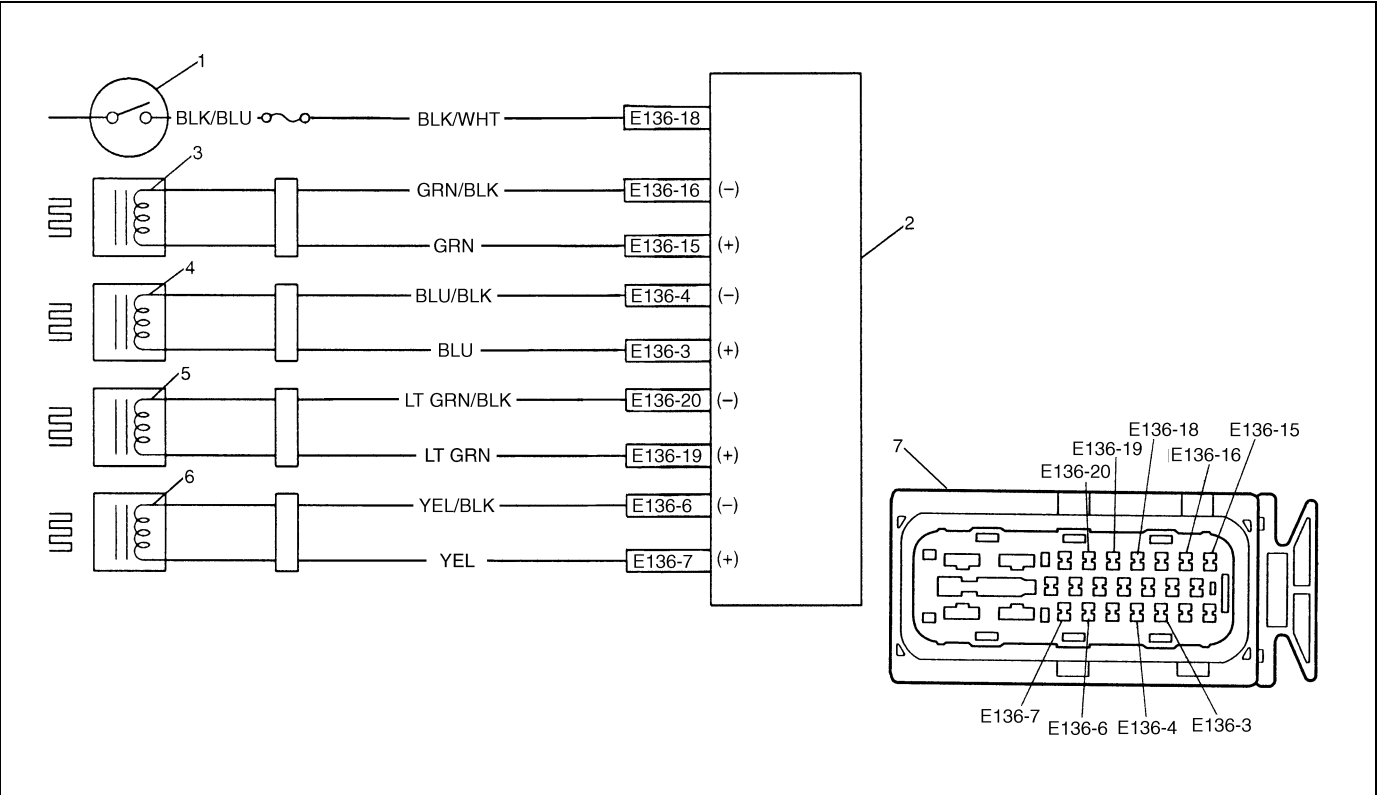 1
BLK/BLU BLK/WHT E136-18
3
GRN/BLK E136-16 (–)
2
GRN E136-15 (+)
4
BLU/BLK E136-4 (–)
BLU E136-3 (+)
5
LT GRN/BLK E136-20 (–)
LT GRN E136-19 (+)
6
YEL/BLK E136-6 (–)
YEL E136-7 (+)
7
E136-18 E136-15
E136-19 E136-16
E136-20
E136-7 E136-3
E136-6 E136-4